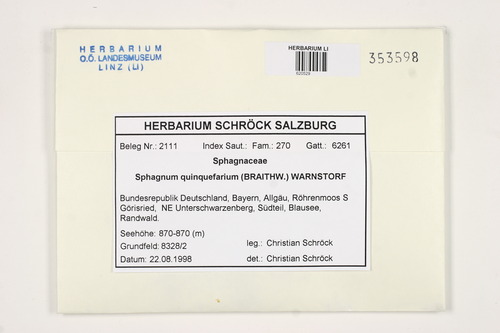 HERBARIUM
O.Ö. LANDESMUSEUM
LINZ (LI)
HERBARIUM LI
353598
HERBARIUM SCHRÖCK SALZBURG
Beleg Nr.: 2111 Index Saut.: Fam.: 270 Gatt.: 6261
Sphagnaceae
Sphagnum quinquefarium (BRAITHW.) WARNSTORF
Bundesrepublik Deutschland, Bayern, Allgäu, Röhrenmoos S
Görisried, NE Unterschwarzenberg, Südteil, Blausee,
Randwald.
Seehöhe: 870-870 (m)
Grundfeld: 8328/2 leg.: Christian Schröck
Datum: 22.08.1998 det.: Christian Schröck